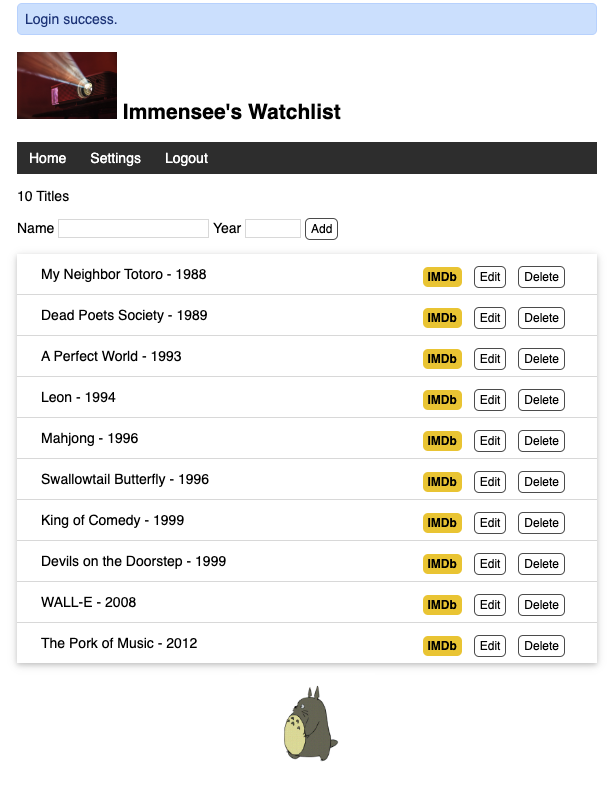 Login success.
Immensee's Watchlist
Home Settings Logout
10 Titles
Name Year Add
My Neighbor Totoro - 1988 IMDb Edit Delete
Dead Poets Society - 1989 IMDb Edit Delete
A Perfect World - 1993 IMDb Edit Delete
Leon - 1994 IMDb Edit Delete
Mahjong - 1996 IMDb Edit Delete
Swallowtail Butterfly - 1996 IMDb Edit Delete
King of Comedy - 1999 IMDb Edit Delete
Devils on the Doorstep - 1999 IMDb Edit Delete
WALL-E - 2008 IMDb Edit Delete
The Pork of Music - 2012 IMDb Edit Delete